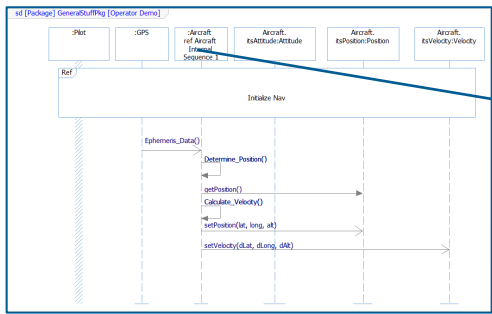 sd [Package] GeneralStuffPkg [Operator Demo]
:Pilot
:GPS
:Aircraft
ref Aircraft
Internal
Sequence 1
Aircraft.
itsAttitude:Attitude
Aircraft.
itsPosition:Position
Aircraft.
itsVelocity:Velocity
Ref
Initialize Nav
Ephemeris_Data()
Determine_Position()
getPosition()
Calculate_Velocity()
setPosition(lat, long, alt)
setVelocity(dLat, dLong, dAlt)